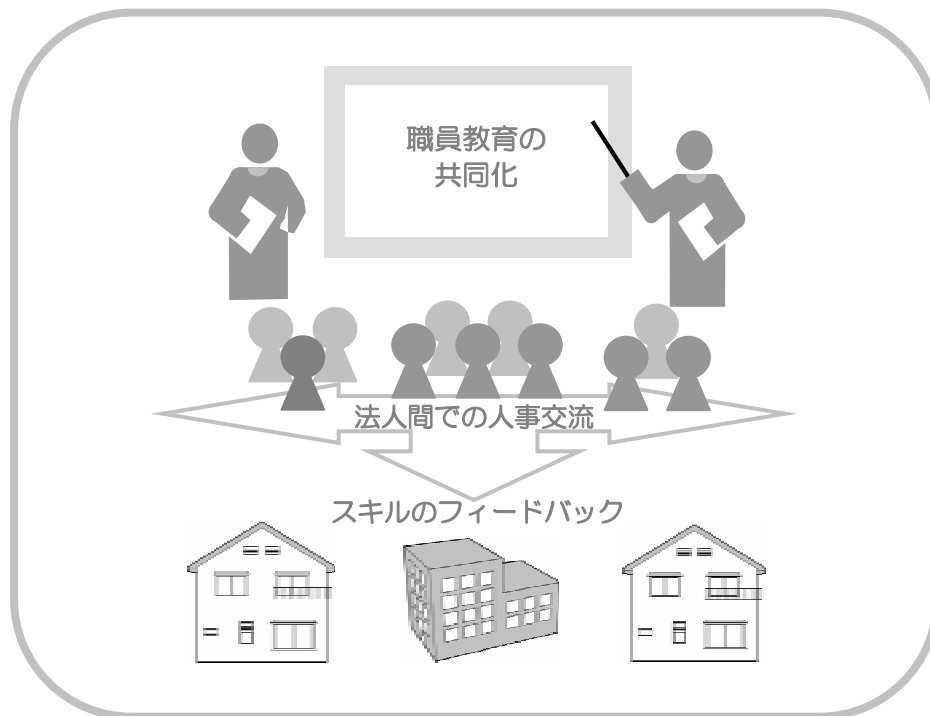 職員教育の
共同化
法人間での人事交流
スキルのフィードバック